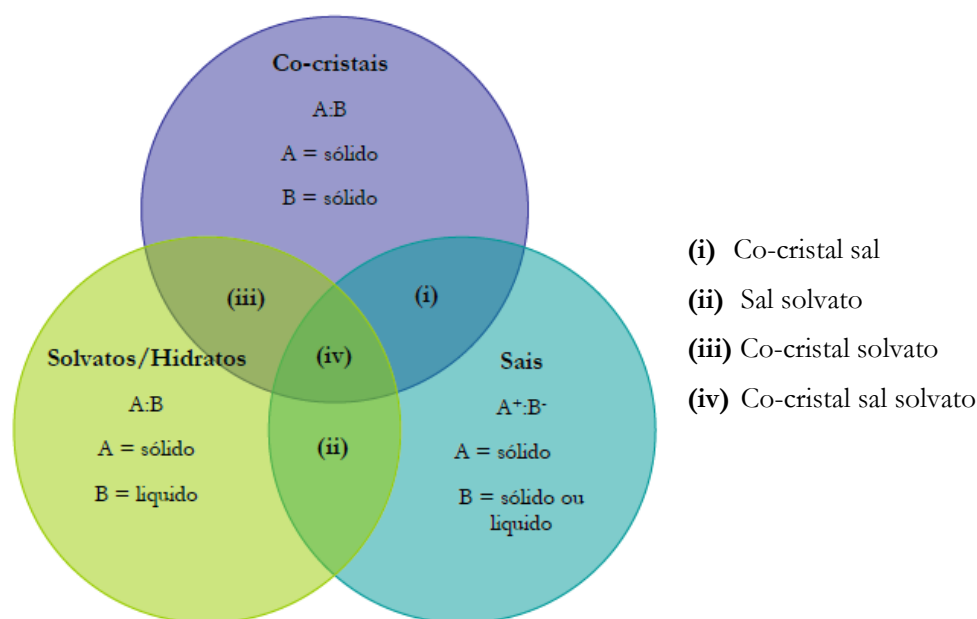 Co-cristais
A:B
A = sólido
B = sólido
(iii)
(i)
(iv)
(ii)
Solvatos/Hidratos
A:B
A = sólido
B = liquido
Sais
A⁺:B⁻
A = sólido
B = sólido ou
liquido
(i) Co-cristal sal
(ii) Sal solvato
(iii) Co-cristal solvato
(iv) Co-cristal sal solvato